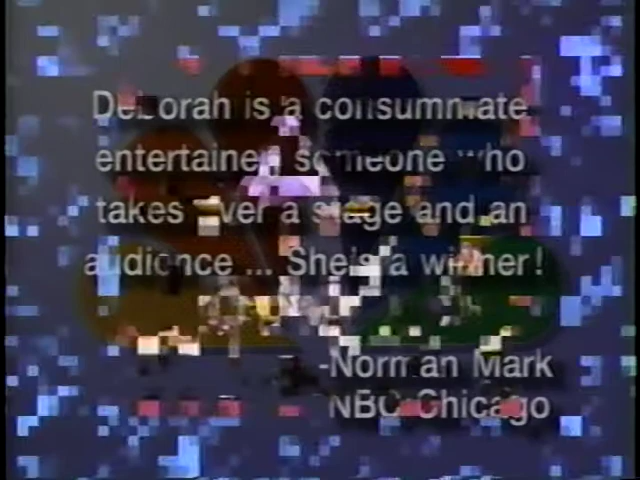 Deborah is a consummate
entertainer, someone who
takes over a stage and an
audience ... She's a winner!
-Norman Mark
NBC-Chicago